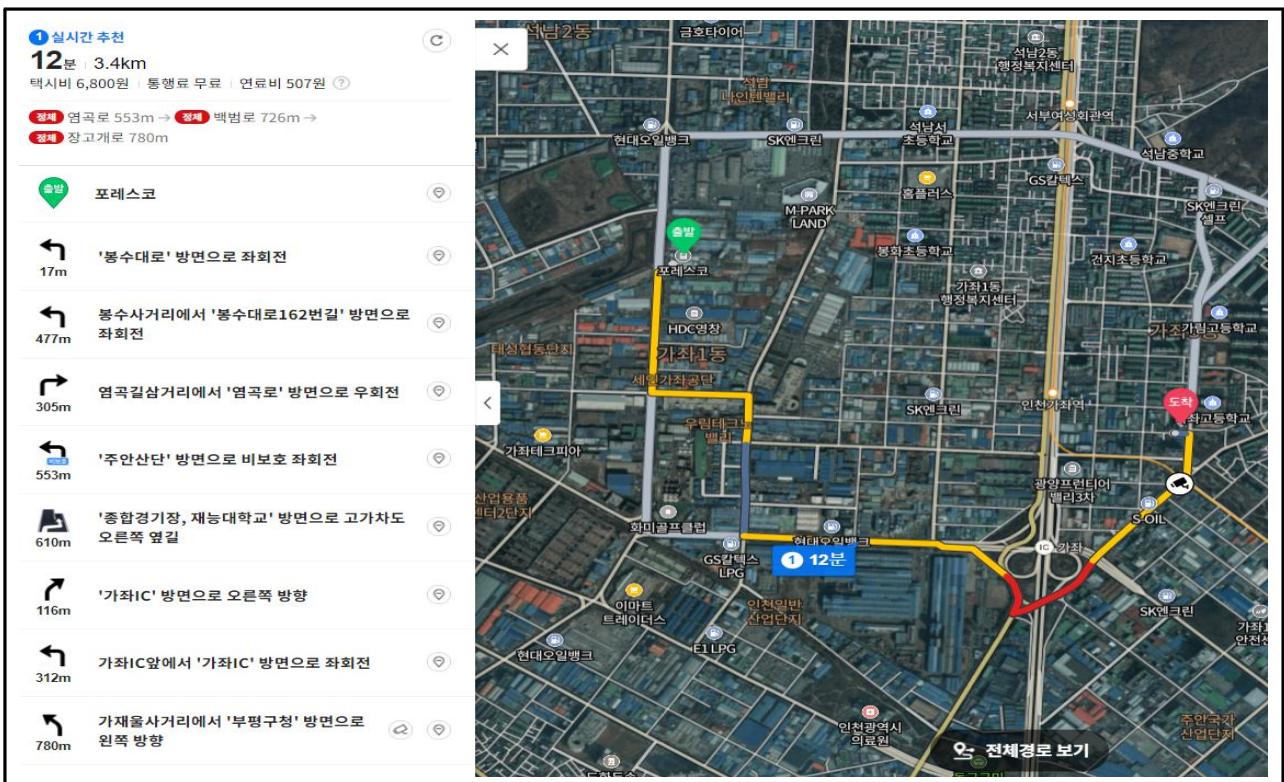 1 실시간 추천
12분 3.4km
택시비 6,800원 통행료 무료 연료비 507원 ?
정체 염곡로 553m → 정체 백범로 726m →
정체 장고개로 780m
출발 포레스코
'봉수대로' 방면으로 좌회전
17m
봉수사거리에서 '봉수대로162번길' 방면으로
좌회전
477m
염곡길삼거리에서 '염곡로' 방면으로 우회전
305m
'주안산단' 방면으로 비보호 좌회전
비보호
553m
'종합경기장, 재능대학교' 방면으로 고가차도
오른쪽 옆길
610m
'가좌IC' 방면으로 오른쪽 방향
116m
가좌IC앞에서 '가좌IC' 방면으로 좌회전
312m
가재울사거리에서 '부평구청' 방면으로
왼쪽 방향
780m
석남2동
금호타이어
석남2동
행정복지센터
석남
나인텐밸리
현대오일뱅크
SK엔크린
석남서
초등학교
서부여성회관역
석남중학교
GS칼텍스
홈플러스
SK엔크린
셀프
M-PARK
LAND
출발
포레스코
봉화초등학교
건지초등학교
가좌1동
행정복지센터
HDC영창
가림고등학교
태성협동단지
가좌1동
세인가좌공단
SK엔크린
인천가좌역
도착
좌고등학교
우림테크노
밸리
가좌테크피아
광양프런티어
밸리3차
산업용품
센터2단지
S-OIL
화미골프클럽
현대오일뱅크
GS칼텍스
LPG
1 12분
IC 가좌
이마트
트레이더스
인천일반
산업단지
SK엔크린
E1 LPG
현대오일뱅크
인천광역시
의료원
주안국가
산업단지
전체경로 보기